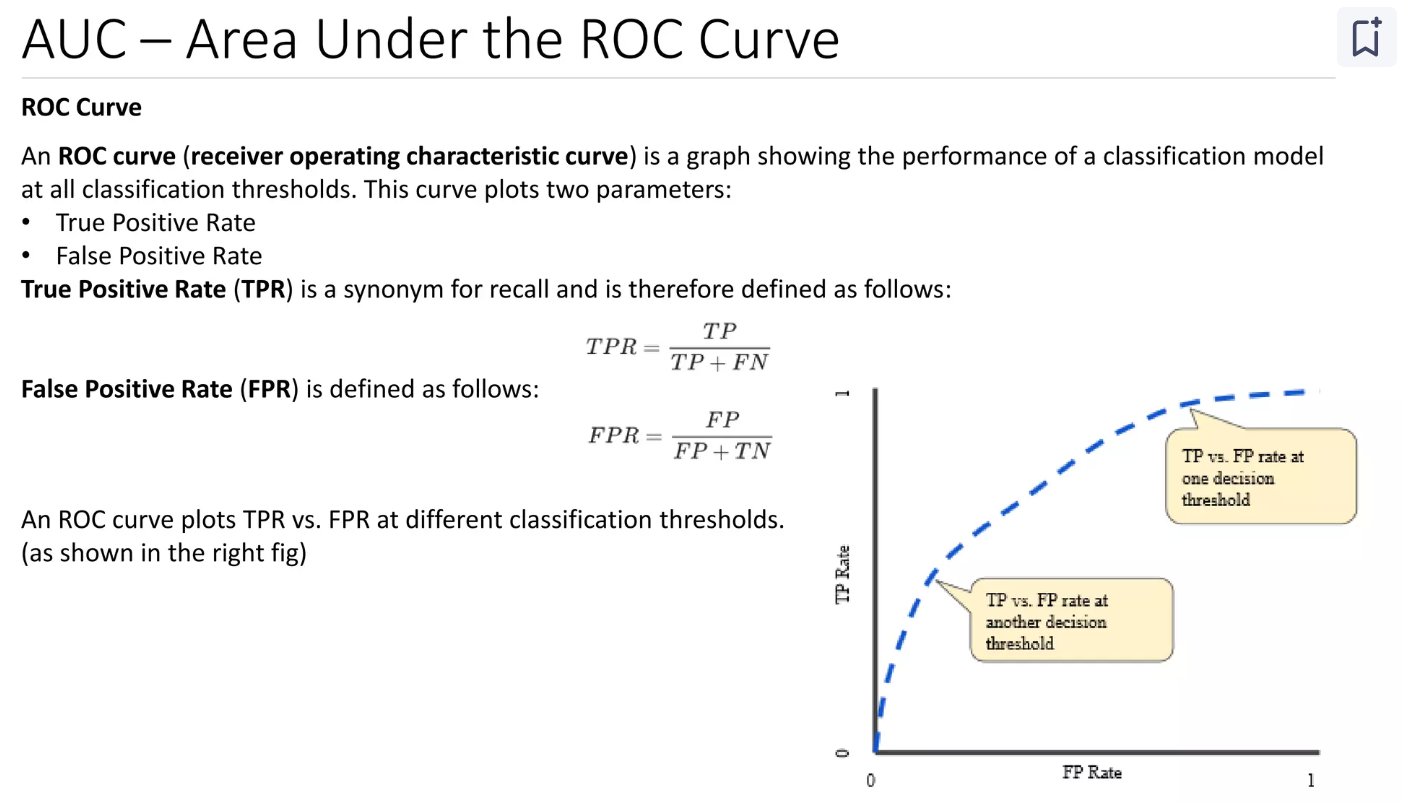 AUC – Area Under the ROC Curve
ROC Curve
An ROC curve (receiver operating characteristic curve) is a graph showing the performance of a classification model
at all classification thresholds. This curve plots two parameters:
• True Positive Rate
• False Positive Rate
True Positive Rate (TPR) is a synonym for recall and is therefore defined as follows:
TPR = TP / TP + FN
False Positive Rate (FPR) is defined as follows:
FPR = FP / FP + TN
An ROC curve plots TPR vs. FPR at different classification thresholds.
(as shown in the right fig)
1
TP vs. FP rate at
one decision
threshold
TP Rate
TP vs. FP rate at
another decision
threshold
0
0
FP Rate
1